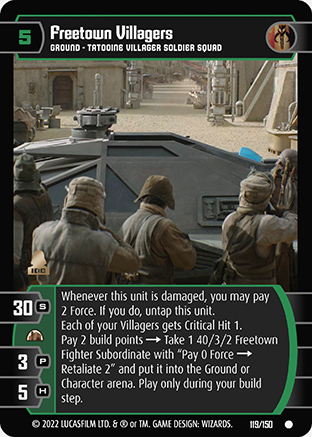 5
Freetown Villagers
GROUND - TATOOINE VILLAGER SOLDIER SQUAD
30 S
3 P
5 H
Whenever this unit is damaged, you may pay
2 Force. If you do, untap this unit.
Each of your Villagers gets Critical Hit 1.
Pay 2 build points → Take 1 40/3/2 Freetown
Fighter Subordinate with “Pay 0 Force →
Retaliate 2” and put it into the Ground or
Character arena. Play only during your build
step.
© 2022 LUCASFILM LTD. & ® OR TM. GAME DESIGN: WIZARDS. 119/150